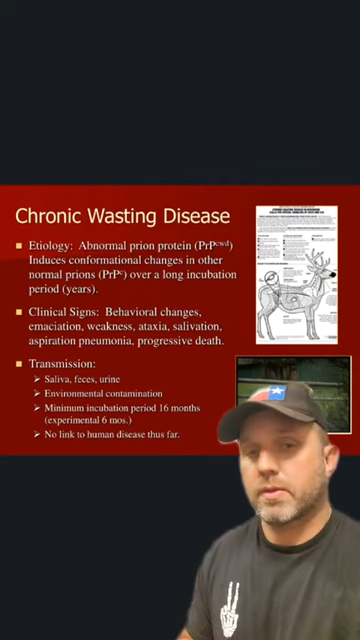 Chronic Wasting Disease
Etiology: Abnormal prion protein (PrPcwd)
Induces conformational changes in other
normal prions (PrPc) over a long incubation
period (years).
Clinical Signs: Behavioral changes,
emaciation, weakness, ataxia, salivation,
aspiration pneumonia, progressive death.
Transmission:
Saliva, feces, urine
Environmental contamination
Minimum incubation period 16 months
(experimental 6 mos.)
No link to human disease thus far.